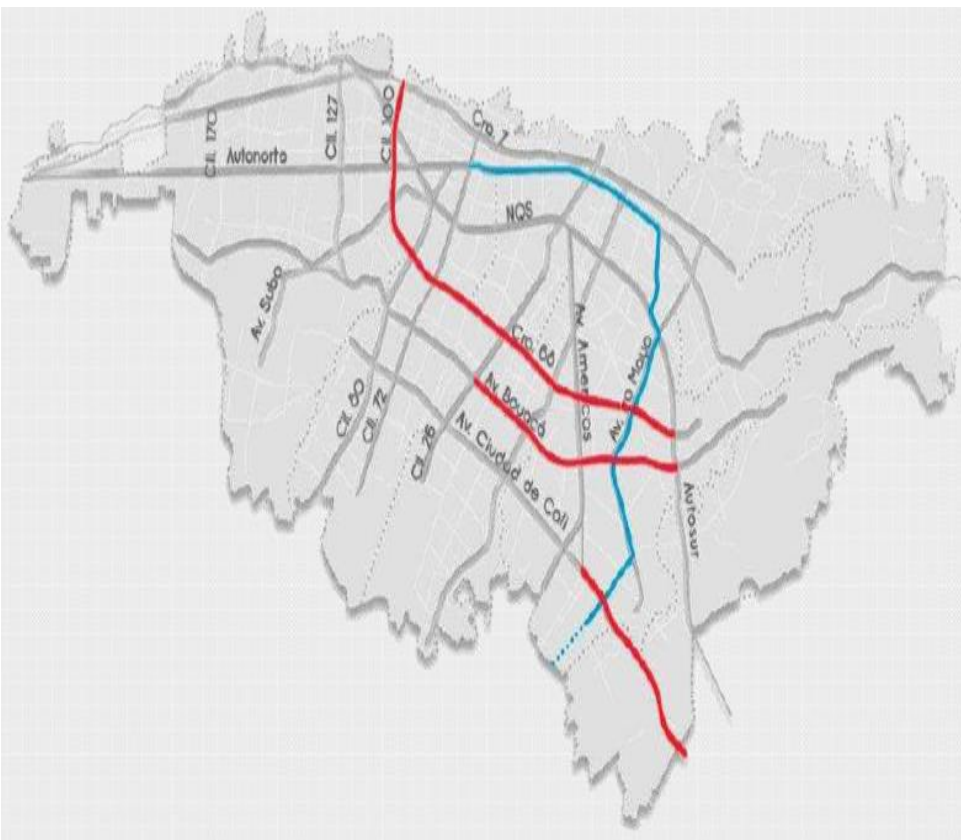 Cll. 170
Autonorte
Cll. 127
Cll. 100
Cra. 7
NQS
Av. Suba
Cra. 68
Av. Americas
Av. 1ro Mayo
Av. Boyacá
Cll. 80
Cll. 72
Cll. 26
Av. Ciudad de Cali
Autosur